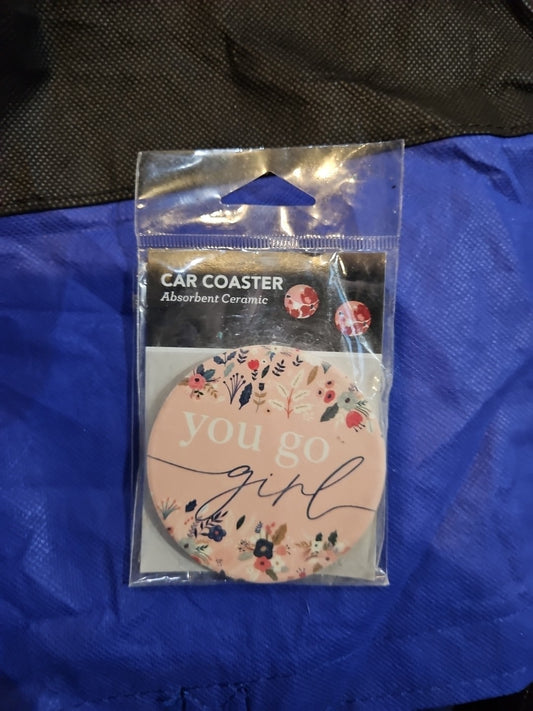 CAR COASTER
Absorbent Ceramic
you go
girl